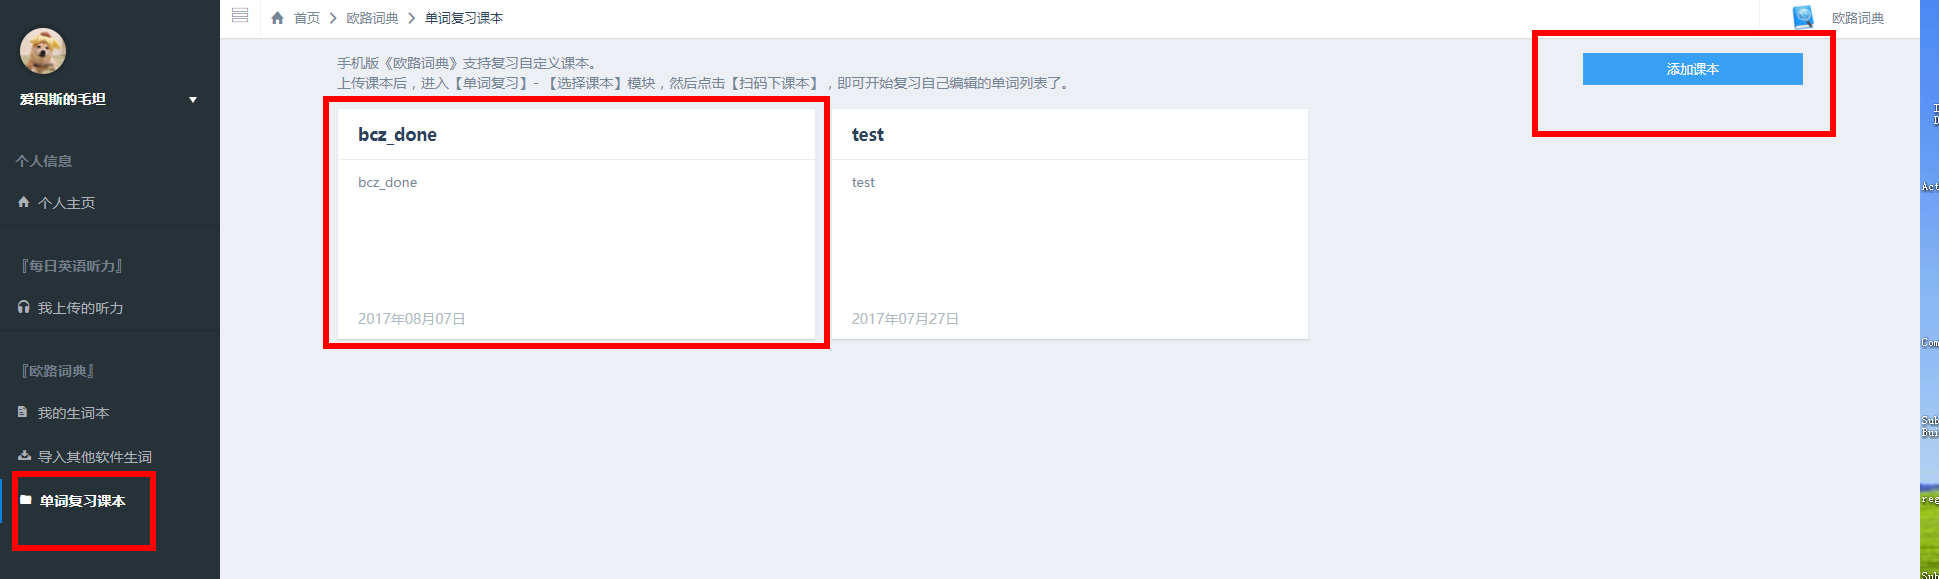 首页 > 欧路词典 > 单词复习课本
欧路词典
爱因斯的毛坦
个人信息
个人主页
『每日英语听力』
我上传的听力
『欧路词典』
我的生词本
导入其他软件生词
单词复习课本
手机版《欧路词典》支持复习自定义课本。
上传课本后，进入【单词复习】-【选择课本】模块，然后点击【扫码下课本】，即可开始复习自己编辑的单词列表了。
添加课本
bcz_done
bcz_done
2017年08月07日
test
test
2017年07月27日
Act
Com
Sub
Bui
reg
Sub